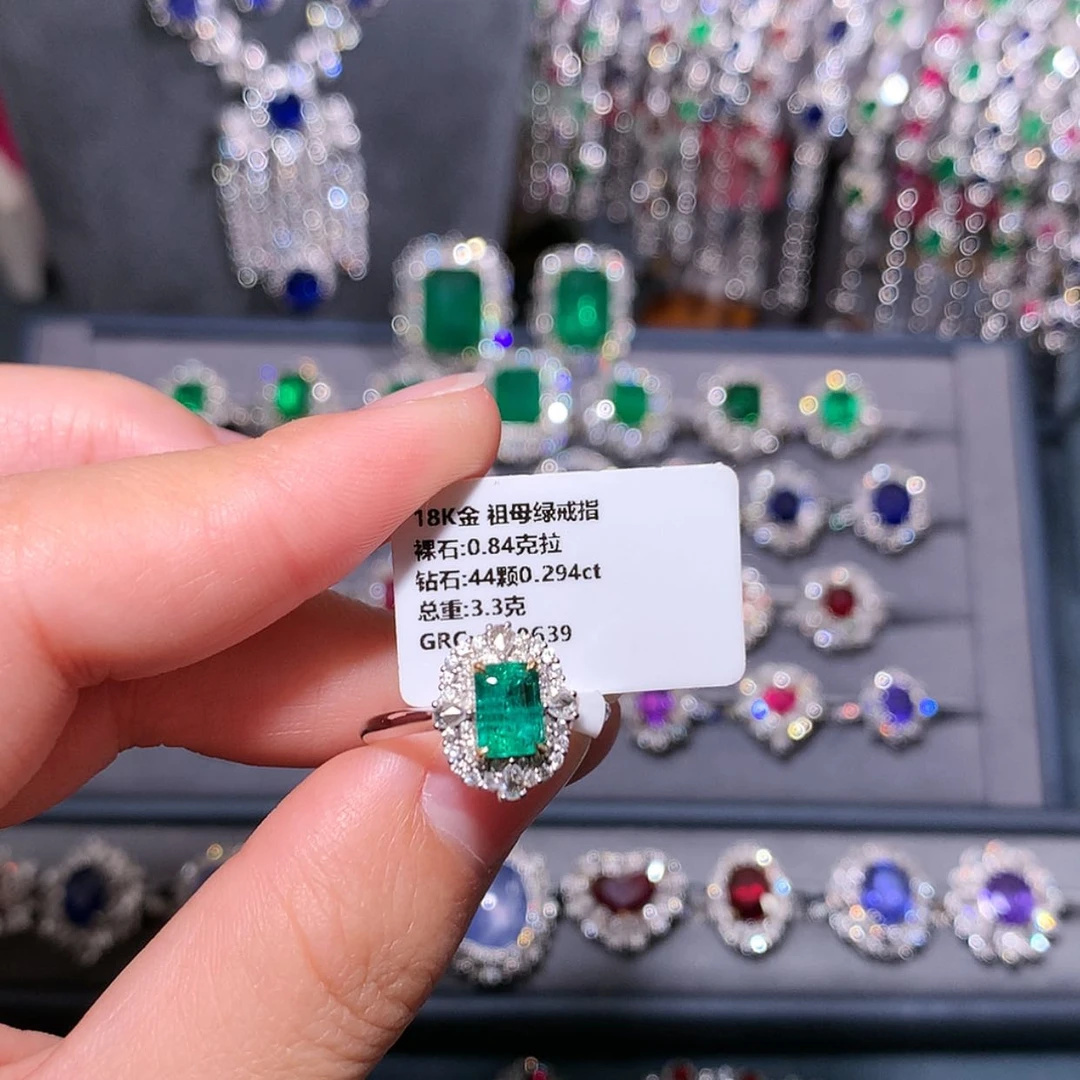 18K金 祖母绿戒指
裸石:0.84克拉
钻石:44颗0.294ct
总重:3.3克
GRC